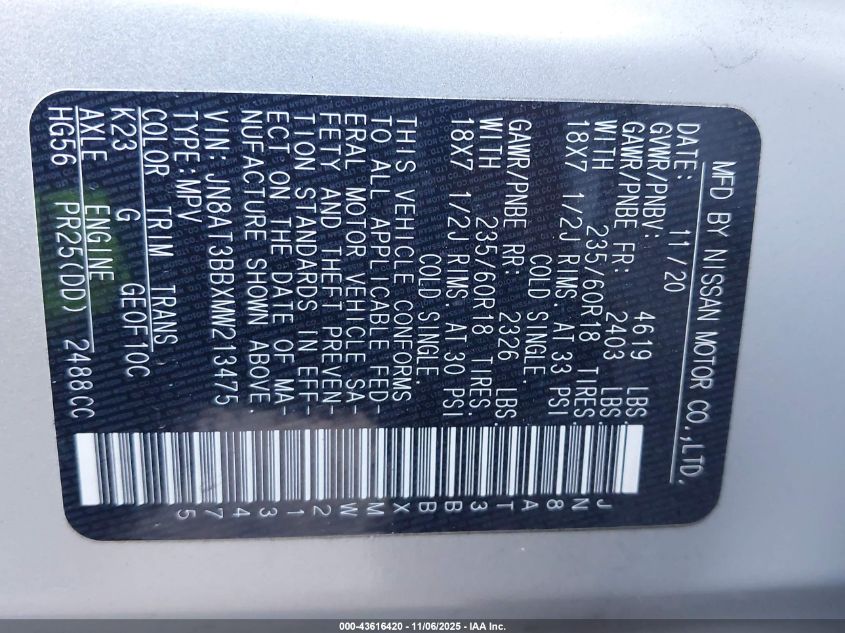 MFD BY NISSAN MOTOR CO.,LTD.
DATE: 11/20
GVWR/PNBV: 4619 LBS.
GAWR/PNBE FR: 2403 LBS.
WITH 235/60R18 TIRES.
18X7 1/2J RIMS. AT 33 PSI
COLD SINGLE.
GAWR/PNBE RR: 2326 LBS.
WITH 235/60R18 TIRES.
18X7 1/2J RIMS. AT 30 PSI
COLD SINGLE.
THIS VEHICLE CONFORMS
TO ALL APPLICABLE FED-
ERAL MOTOR VEHICLE SA-
FETY AND THEFT PREVEN-
TION STANDARDS IN EFF-
ECT ON THE DATE OF MA-
NUFACTURE SHOWN ABOVE.
VIN: JN8AT3BBXMW213475
TYPE:MPV
COLOR TRIM TRANS
K23 G GE0F10C
AXLE ENGINE
HG56 PR25(DD) 2488CC
JN8AT3BBXMW213475
000-43616420 - 11/06/2025 - IAA Inc.